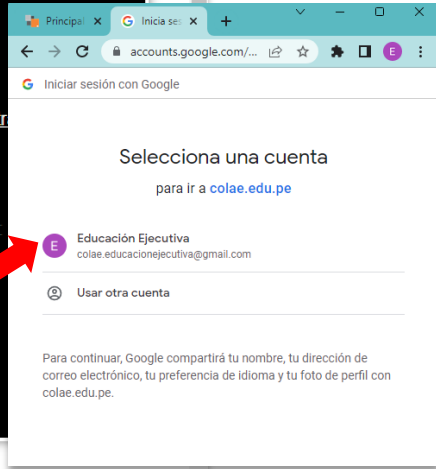 Principal
Inicia ses
accounts.google.com/...
E
G Iniciar sesión con Google
Selecciona una cuenta
para ir a colae.edu.pe
E
Educación Ejecutiva
colae.educacionejecutiva@gmail.com
Usar otra cuenta
Para continuar, Google compartirá tu nombre, tu dirección de
correo electrónico, tu preferencia de idioma y tu foto de perfil con
colae.edu.pe.